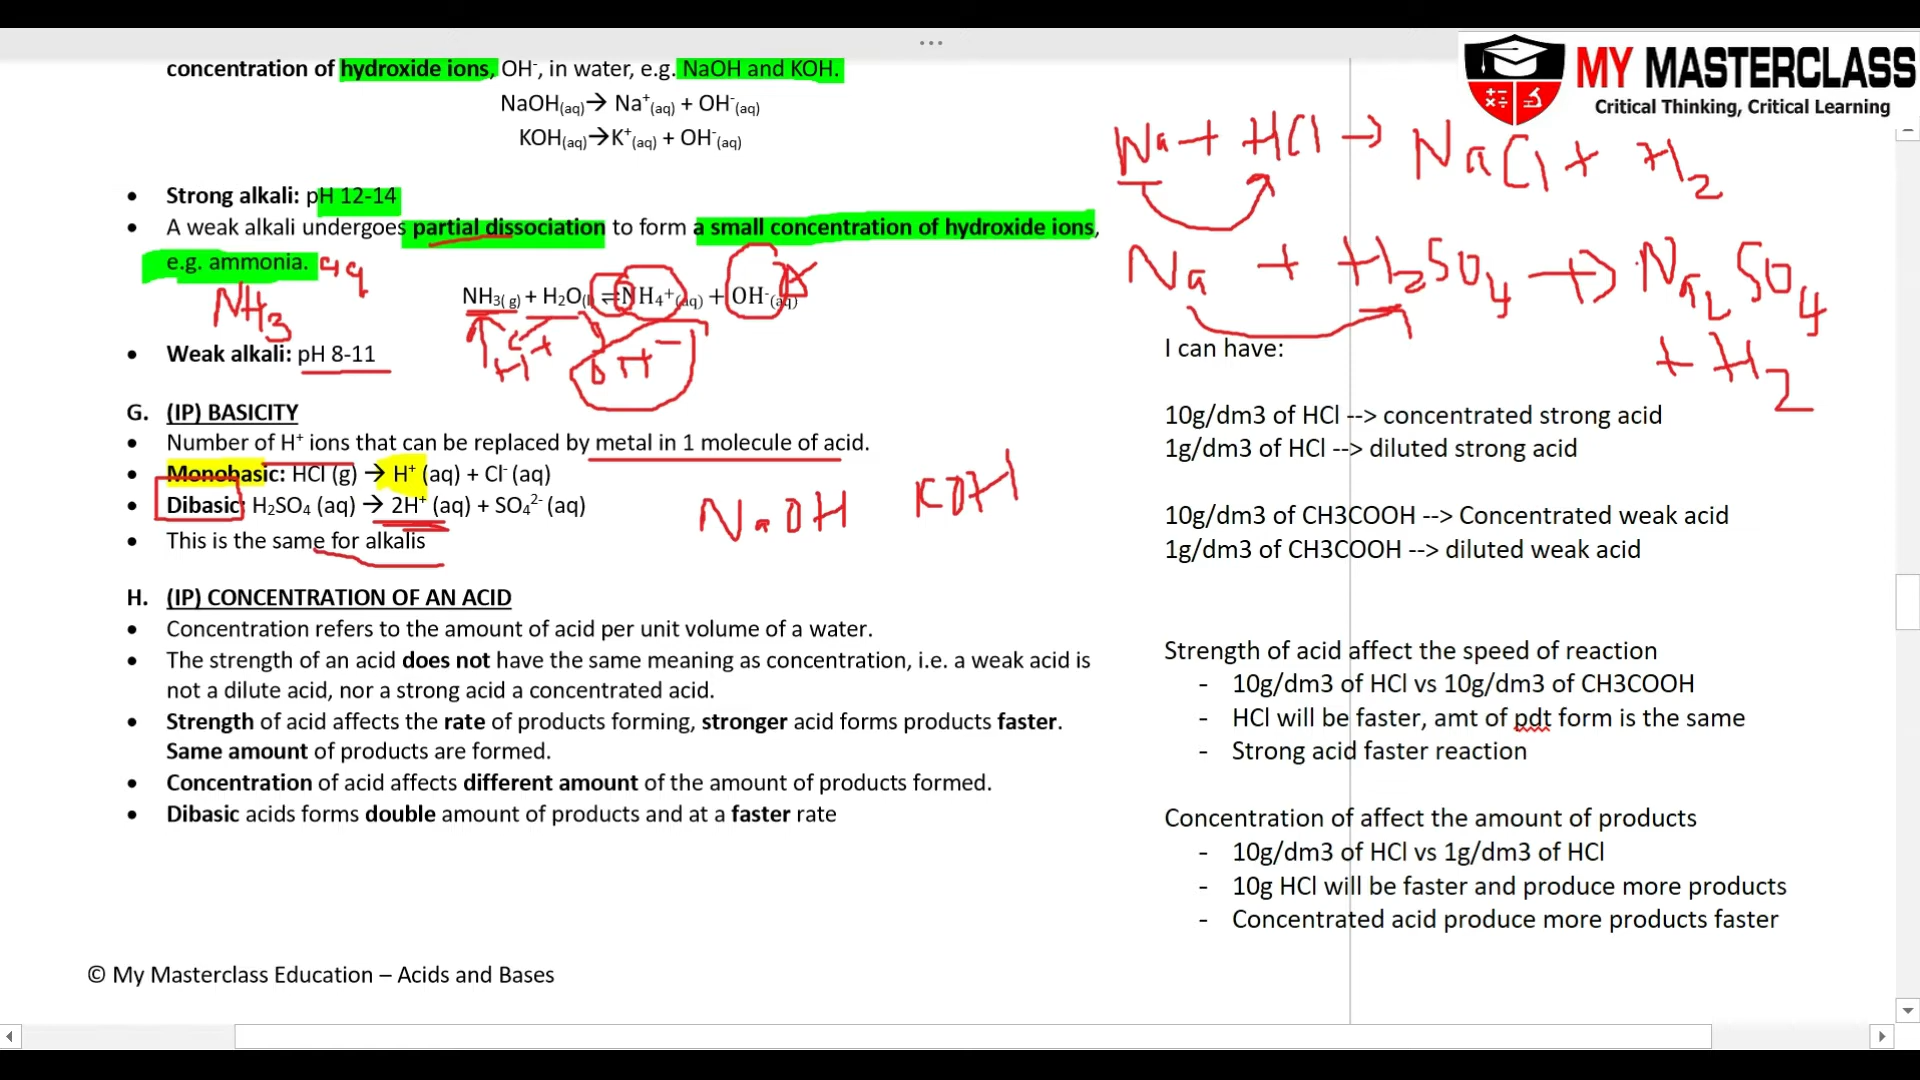 MY MASTERCLASS
Critical Thinking, Critical Learning
concentration of hydroxide ions, OH⁻, in water, e.g. NaOH and KOH.
NaOH(aq)→ Na⁺(aq) + OH⁻(aq)
KOH(aq)→K⁺(aq) + OH⁻(aq)
• Strong alkali: pH 12-14
• A weak alkali undergoes partial dissociation to form a small concentration of hydroxide ions,
e.g. ammonia. aq
NH₃
NH₃(g) + H₂O(l) ⇌NH₄⁺(aq) + OH⁻(aq)
H+
OH⁻
• Weak alkali: pH 8-11
G. (IP) BASICITY
• Number of H⁺ ions that can be replaced by metal in 1 molecule of acid.
• Monobasic: HCl (g) → H⁺ (aq) + Cl⁻ (aq)
• Dibasic: H₂SO₄ (aq) → 2H⁺ (aq) + SO₄²⁻ (aq)
• This is the same for alkalis
NaOH
KOH
H. (IP) CONCENTRATION OF AN ACID
• Concentration refers to the amount of acid per unit volume of a water.
• The strength of an acid does not have the same meaning as concentration, i.e. a weak acid is
not a dilute acid, nor a strong acid a concentrated acid.
• Strength of acid affects the rate of products forming, stronger acid forms products faster.
Same amount of products are formed.
• Concentration of acid affects different amount of the amount of products formed.
• Dibasic acids forms double amount of products and at a faster rate
© My Masterclass Education – Acids and Bases
Na + HCl → NaCl + H₂
Na + H₂SO₄ → Na₂SO₄
+ H₂
I can have:
10g/dm3 of HCl --> concentrated strong acid
1g/dm3 of HCl --> diluted strong acid
10g/dm3 of CH3COOH --> Concentrated weak acid
1g/dm3 of CH3COOH --> diluted weak acid
Strength of acid affect the speed of reaction
- 10g/dm3 of HCl vs 10g/dm3 of CH3COOH
- HCl will be faster, amt of pdt form is the same
- Strong acid faster reaction
Concentration of affect the amount of products
- 10g/dm3 of HCl vs 1g/dm3 of HCl
- 10g HCl will be faster and produce more products
- Concentrated acid produce more products faster